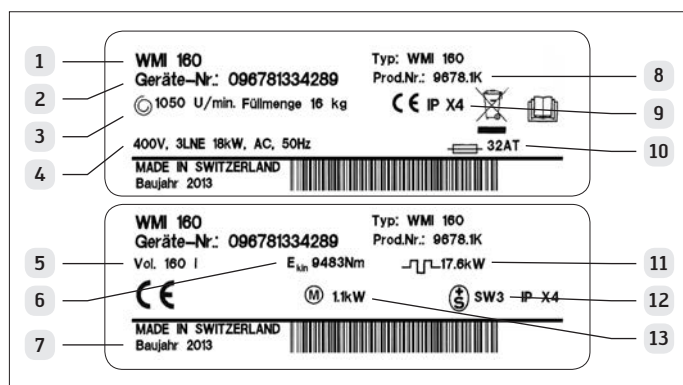 1
2
3
4
WMI 160
Geräte-Nr.: 096781334289
1050 U/min. Füllmenge 16 kg
400V, 3LNE 18kW, AC, 50Hz
MADE IN SWITZERLAND
Baujahr 2013
Typ: WMI 160
Prod.Nr.: 9678.1K
CE IP X4
32AT
8
9
10
5
6
7
WMI 160
Geräte-Nr.: 096781334289
Vol. 160 l
Ekin 9483Nm
CE
M 1.1kW
MADE IN SWITZERLAND
Baujahr 2013
Typ: WMI 160
Prod.Nr.: 9678.1K
17.6kW
+S SW3 IP X4
11
12
13